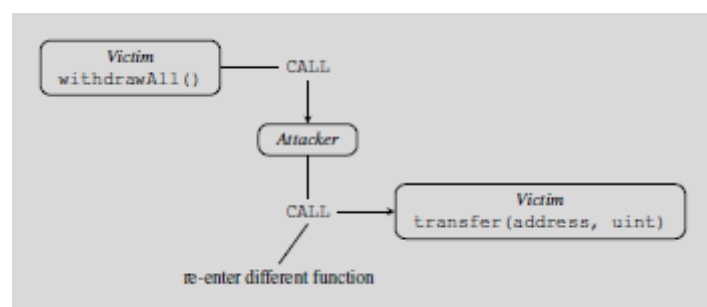 Victim
withdrawAll()
CALL
Attacker
CALL
Victim
transfer(address, uint)
re-enter different function